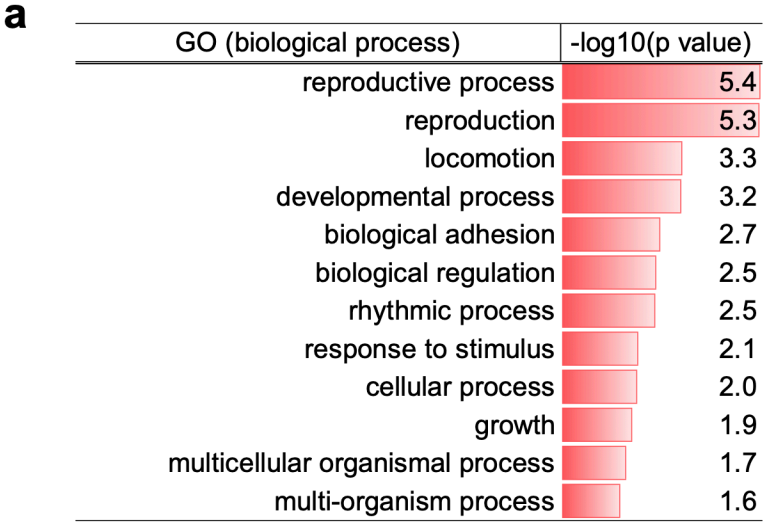 a
GO (biological process) -log10(p value)
reproductive process 5.4
reproduction 5.3
locomotion 3.3
developmental process 3.2
biological adhesion 2.7
biological regulation 2.5
rhythmic process 2.5
response to stimulus 2.1
cellular process 2.0
growth 1.9
multicellular organismal process 1.7
multi-organism process 1.6